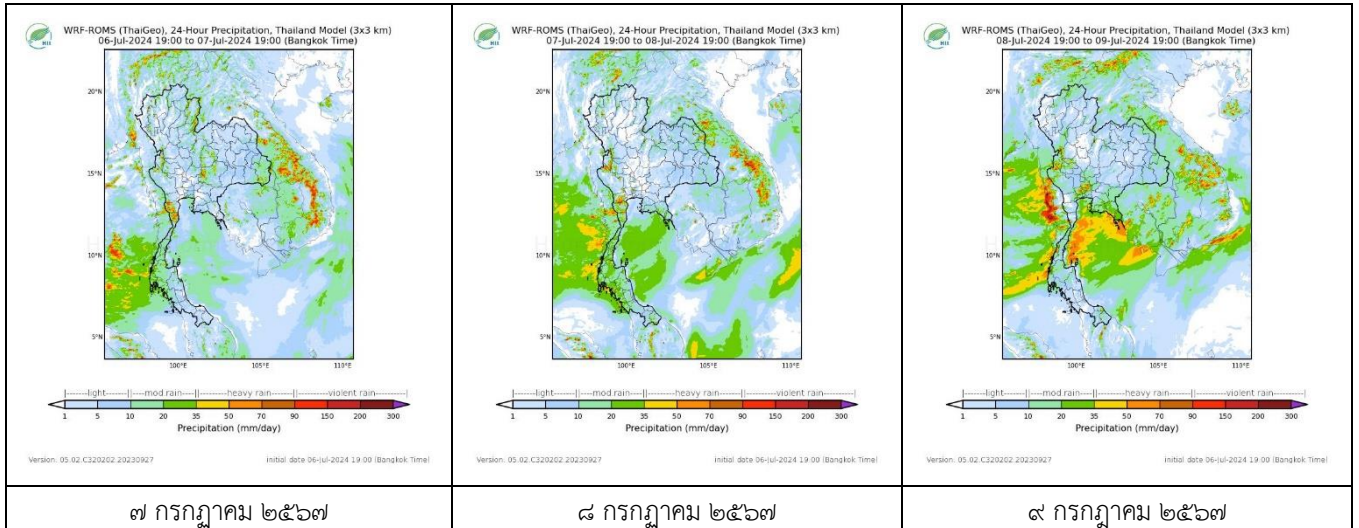 WRF-ROMS (ThaiGeo), 24-Hour Precipitation, Thailand Model (3x3 km)
06-Jul-2024 19:00 to 07-Jul-2024 19:00 (Bangkok Time)
20°N
15°N
10°N
5°N
100°E
105°E
110°E
light mod rain heavy rain violent rain
1 5 10 20 35 50 70 90 150 200 300
Precipitation (mm/day)
Version: 05.02.C320202.20230927
initial date 06-Jul-2024 19:00 (Bangkok Time)
๗ กรกฎาคม ๒๕๖๗
WRF-ROMS (ThaiGeo), 24-Hour Precipitation, Thailand Model (3x3 km)
07-Jul-2024 19:00 to 08-Jul-2024 19:00 (Bangkok Time)
20°N
15°N
10°N
5°N
100°E
105°E
110°E
light mod rain heavy rain violent rain
1 5 10 20 35 50 70 90 150 200 300
Precipitation (mm/day)
Version: 05.02.C320202.20230927
initial date 06-Jul-2024 19:00 (Bangkok Time)
๘ กรกฎาคม ๒๕๖๗
WRF-ROMS (ThaiGeo), 24-Hour Precipitation, Thailand Model (3x3 km)
08-Jul-2024 19:00 to 09-Jul-2024 19:00 (Bangkok Time)
20°N
15°N
10°N
5°N
100°E
105°E
110°E
light mod rain heavy rain violent rain
1 5 10 20 35 50 70 90 150 200 300
Precipitation (mm/day)
Version: 05.02.C320202.20230927
initial date 06-Jul-2024 19:00 (Bangkok Time)
๙ กรกฎาคม ๒๕๖๗